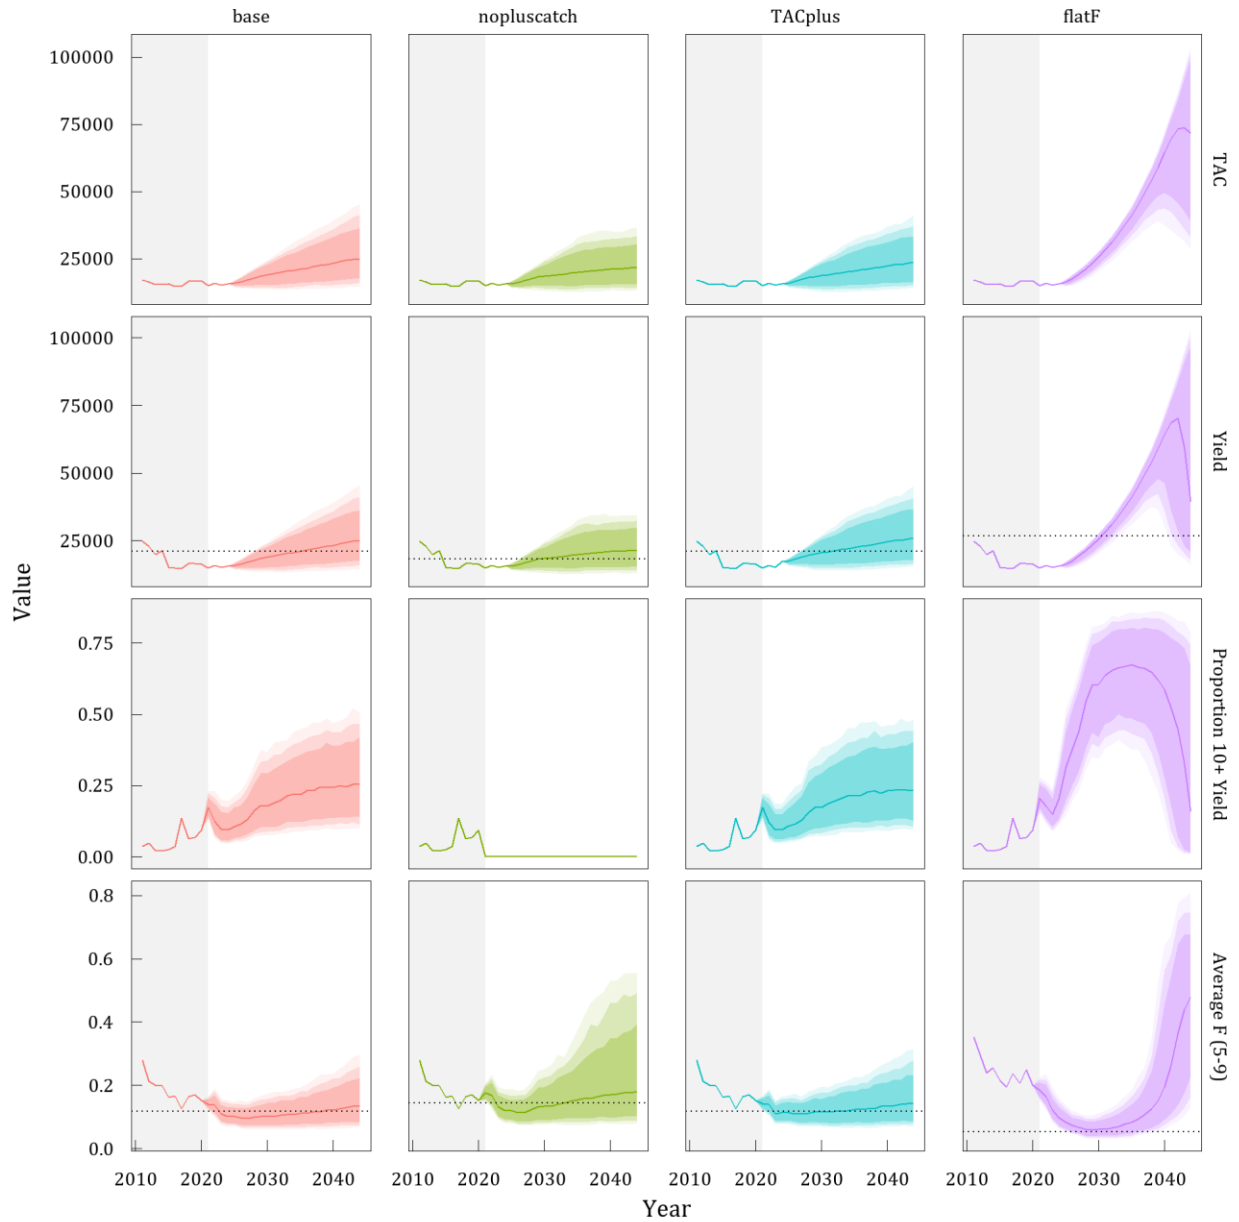 base nopluscatch TACplus flatF
100000
75000
50000
25000
TAC
100000
75000
50000
25000
Yield
0.75
0.50
0.25
0.00
Proportion 10+ Yield
0.8
0.6
0.4
0.2
0.0
Average F (5-9)
Value
2010 2020 2030 2040 2010 2020 2030 2040 2010 2020 2030 2040 2010 2020 2030 2040
Year